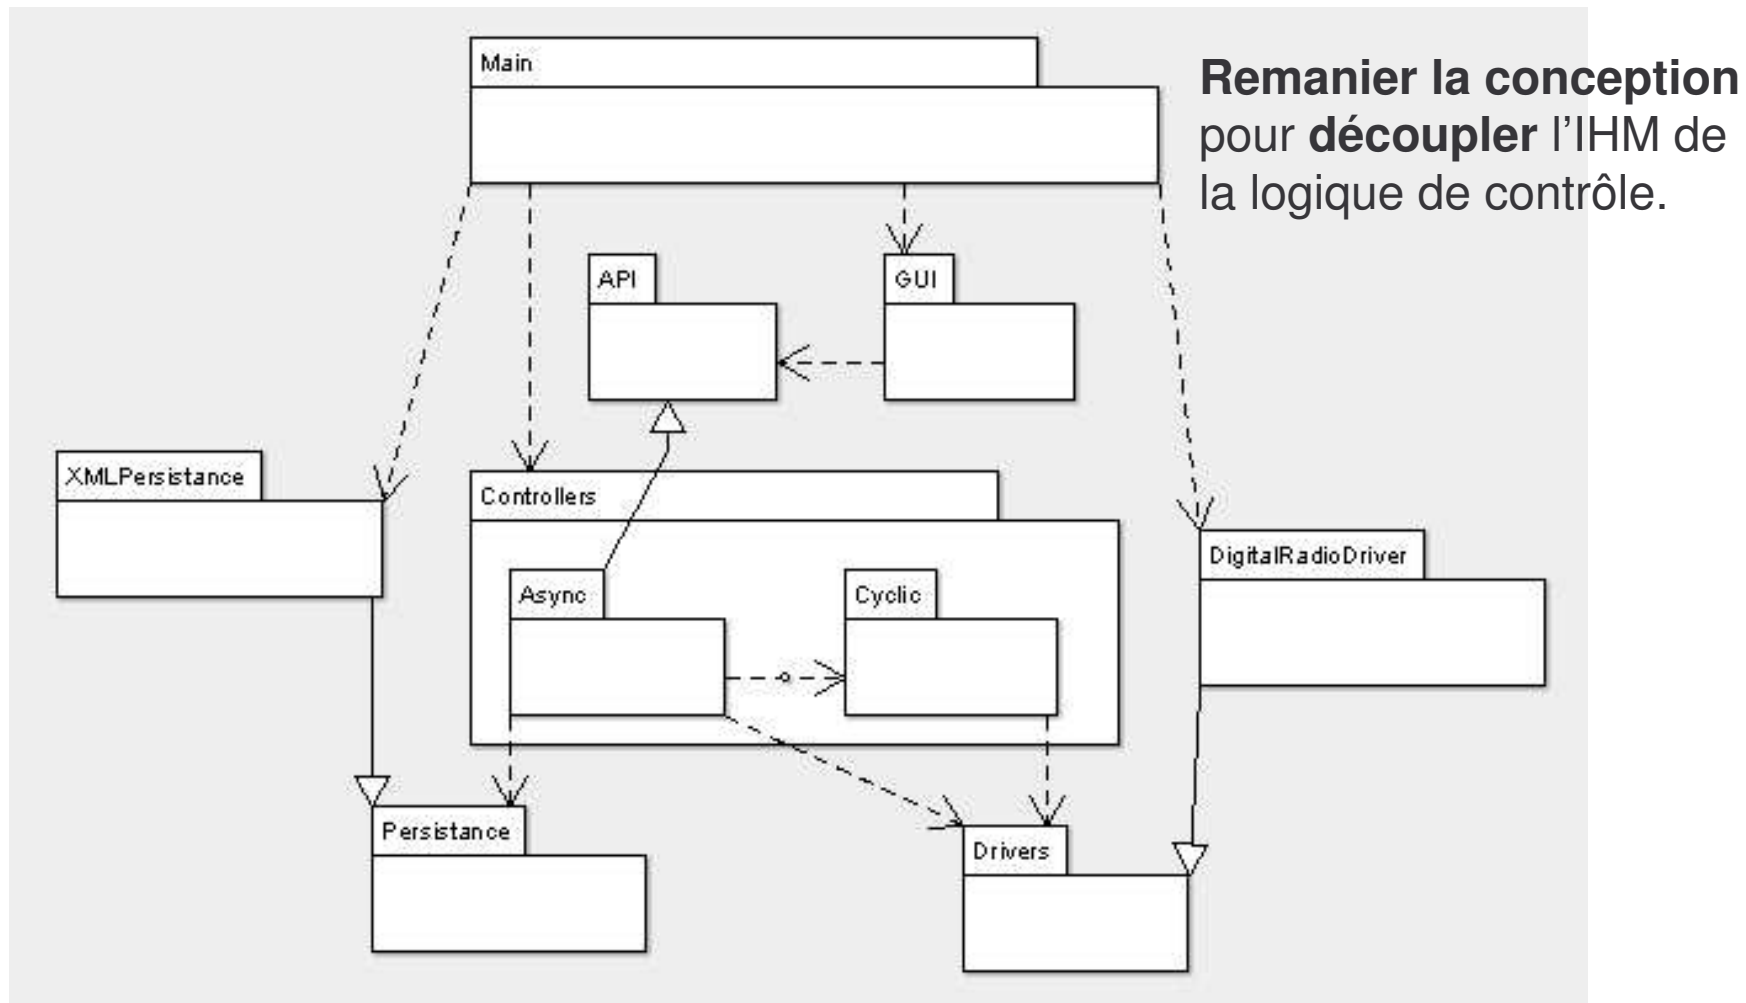 Main
Remanier la conception
pour découpler l’IHM de
la logique de contrôle.
API
GUI
XMLPersistance
Controllers
DigitalRadioDriver
Async
Cyclic
Persistance
Drivers